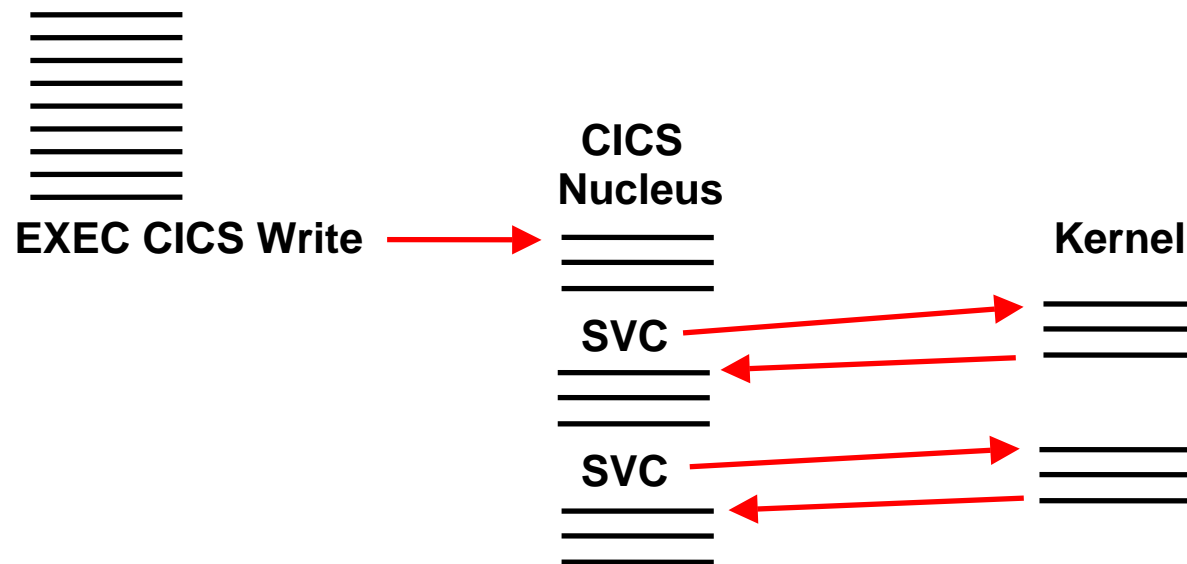 CICS
Nucleus
EXEC CICS Write
Kernel
SVC
SVC